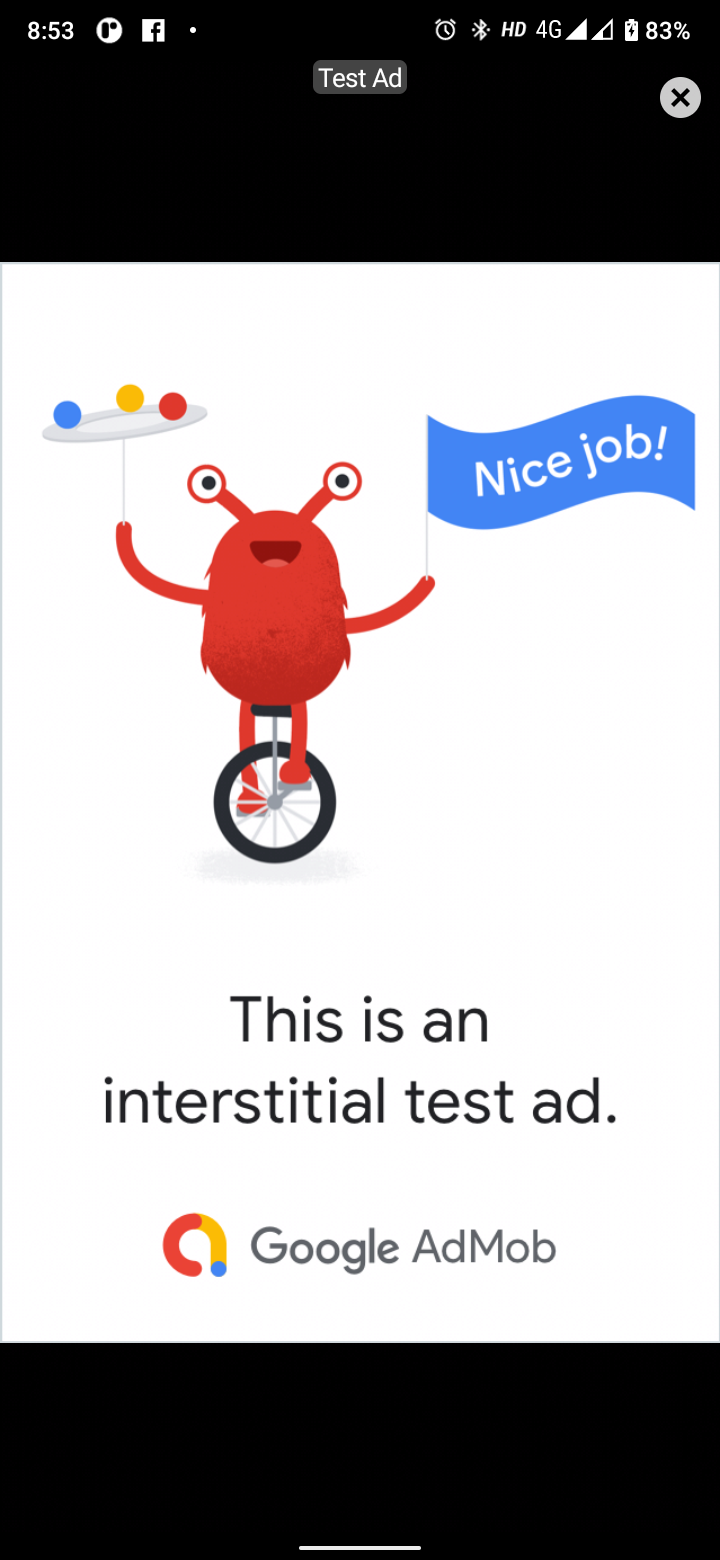 8:53 HD 4G 83%
Test Ad
Nice job!
This is an
interstitial test ad.
Google AdMob